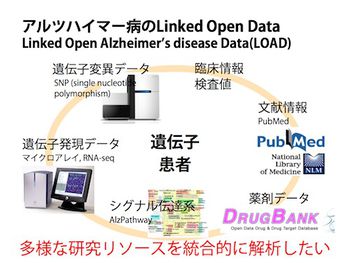 アルツハイマー病のLinked Open Data
Linked Open Alzheimer's disease Data(LOAD)
遺伝子変異データ
SNP (single nucleotide
polymorphism)
臨床情報
検査値
文献情報
PubMed
PubMed
National
Library
of Medicine
NLM
遺伝子発現データ
マイクロアレイ, RNA-seq
遺伝子
患者
シグナル伝達系
AlzPathway
薬剤データ
DRUGBANK
Open Data Drug & Drug Target Database
多様な研究リソースを統合的に解析したい